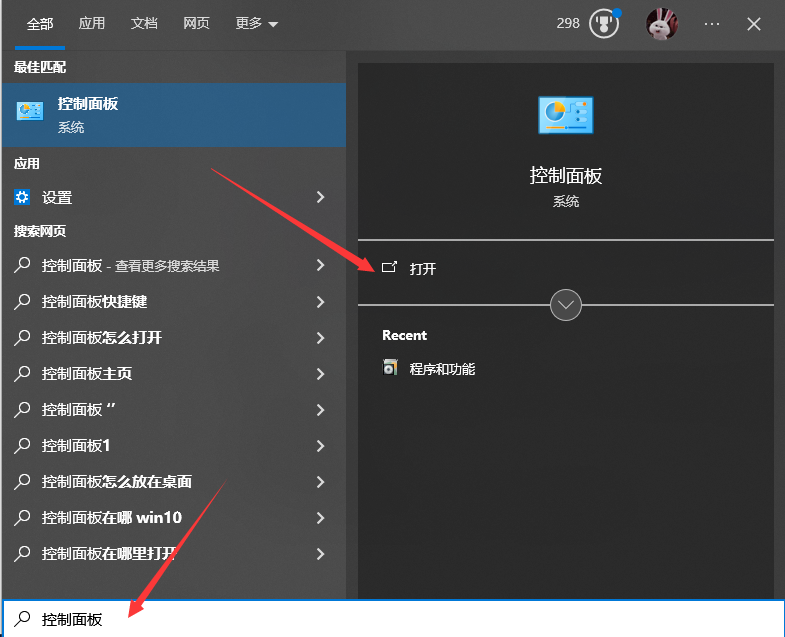 全部 应用 文档 网页 更多 298 ···
最佳匹配
控制面板
系统
应用
设置
搜索网页
控制面板 - 查看更多搜索结果
控制面板快捷键
控制面板怎么打开
控制面板主页
控制面板 “”
控制面板1
控制面板怎么放在桌面
控制面板在哪 win10
控制面板在哪里打开
控制面板
控制面板
系统
打开
Recent
程序和功能